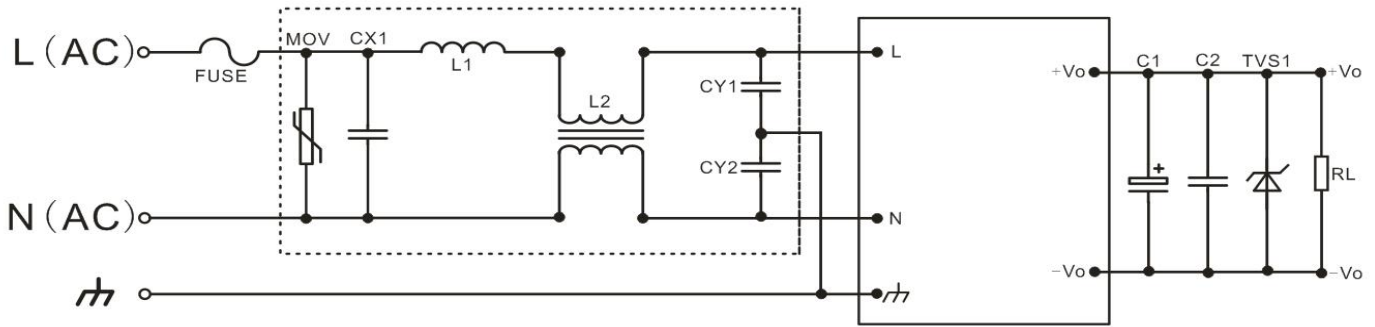 L (AC)
FUSE
MOV
CX1
L1
L2
CY1
CY2
N (AC)
L
N
+Vo
-Vo
C1
C2
TVS1
+Vo
RL
-Vo